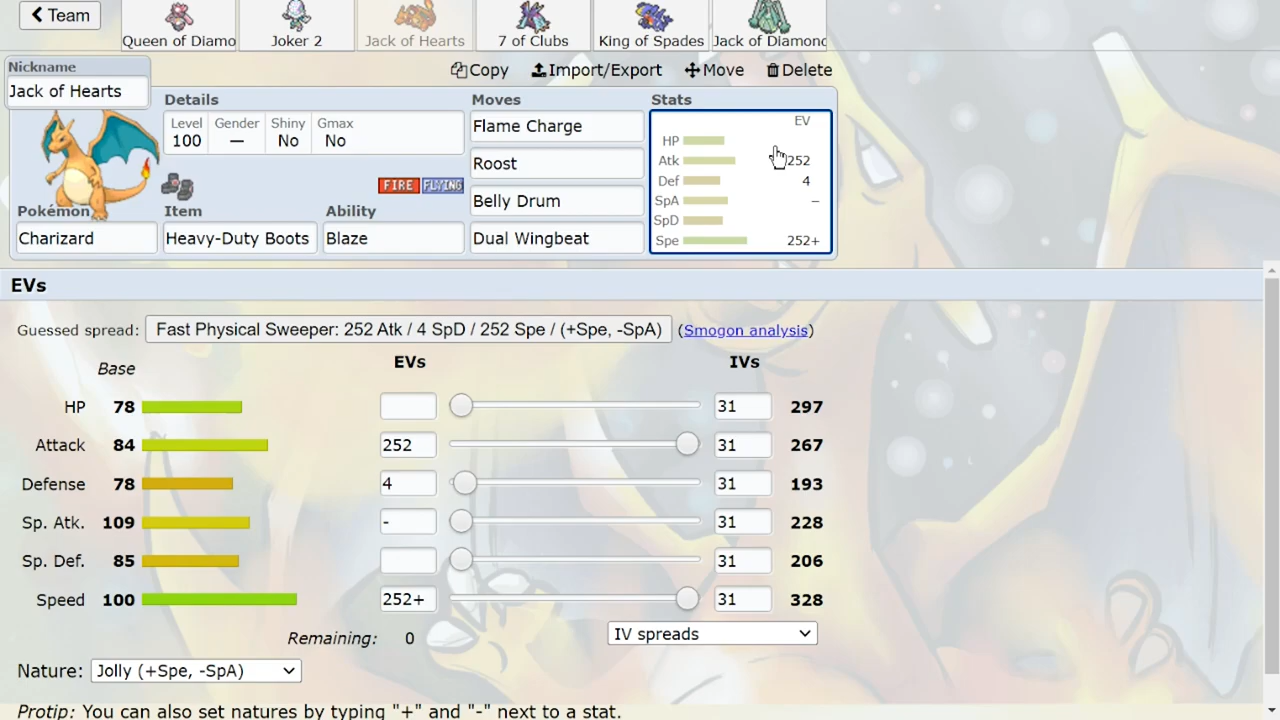 Team
Queen of Diamo
Joker 2
Jack of Hearts
7 of Clubs
King of Spades
Jack of Diamond
Copy
Import/Export
Move
Delete
Nickname
Jack of Hearts
Details
Level
100
Gender
—
Shiny
No
Gmax
No
FIRE
FLYING
Pokémon
Charizard
Item
Heavy-Duty Boots
Ability
Blaze
Moves
Flame Charge
Roost
Belly Drum
Dual Wingbeat
Stats
EV
HP
Atk 252
Def 4
SpA –
SpD
Spe 252+
EVs
Guessed spread: Fast Physical Sweeper: 252 Atk / 4 SpD / 252 Spe / (+Spe, -SpA) (Smogon analysis)
Base EVs IVs
HP 78 31 297
Attack 84 252 31 267
Defense 78 4 31 193
Sp. Atk. 109 - 31 228
Sp. Def. 85 31 206
Speed 100 252+ 31 328
Remaining: 0 IV spreads
Nature: Jolly (+Spe, -SpA)
Protip: You can also set natures by typing "+" and "-" next to a stat.